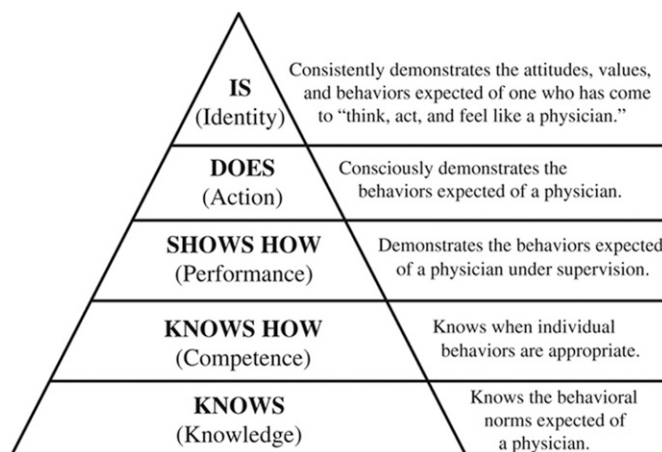 IS
(Identity)
Consistently demonstrates the attitudes, values,
and behaviors expected of one who has come
to “think, act, and feel like a physician.”
DOES
(Action)
Consciously demonstrates the
behaviors expected of a physician.
SHOWS HOW
(Performance)
Demonstrates the behaviors expected
of a physician under supervision.
KNOWS HOW
(Competence)
Knows when individual
behaviors are appropriate.
KNOWS
(Knowledge)
Knows the behavioral
norms expected of
a physician.